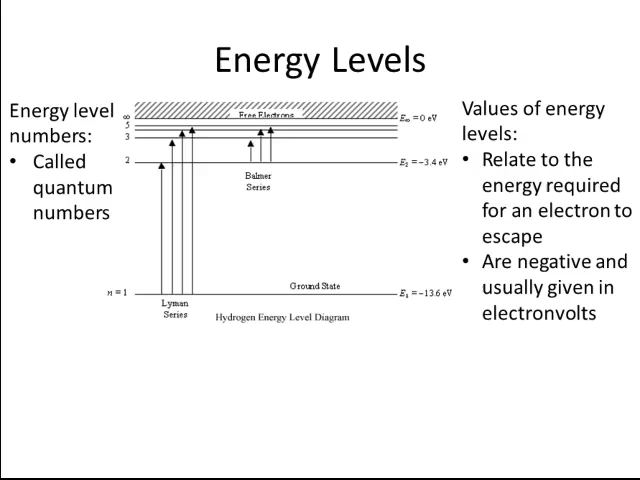 Energy Levels
Energy level
numbers:
• Called
quantum
numbers
∞
5
3
2
n = 1
Free Electrons
E∞ = 0 eV
E₂ = −3.4 eV
Balmer
Series
Ground State
E₁ = −13.6 eV
Lyman
Series
Hydrogen Energy Level Diagram
Values of energy
levels:
• Relate to the
energy required
for an electron to
escape
• Are negative and
usually given in
electronvolts